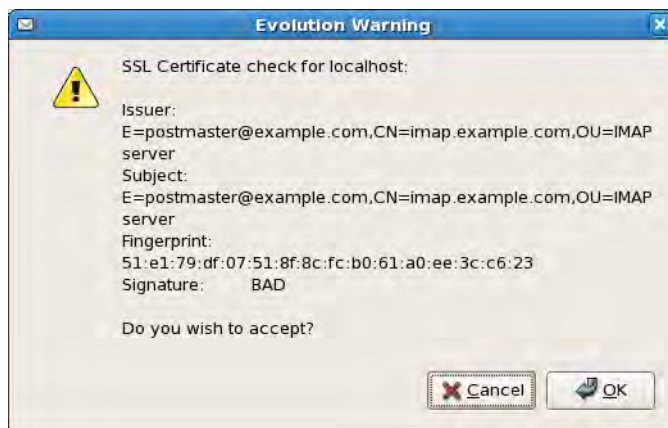 Evolution Warning
SSL Certificate check for localhost:
Issuer:
E=postmaster@example.com,CN=imap.example.com,OU=IMAP
server
Subject:
E=postmaster@example.com,CN=imap.example.com,OU=IMAP
server
Fingerprint:
51:e1:79:df:07:51:8f:8c:fc:b0:61:a0:ee:3c:c6:23
Signature: BAD
Do you wish to accept?
Cancel OK